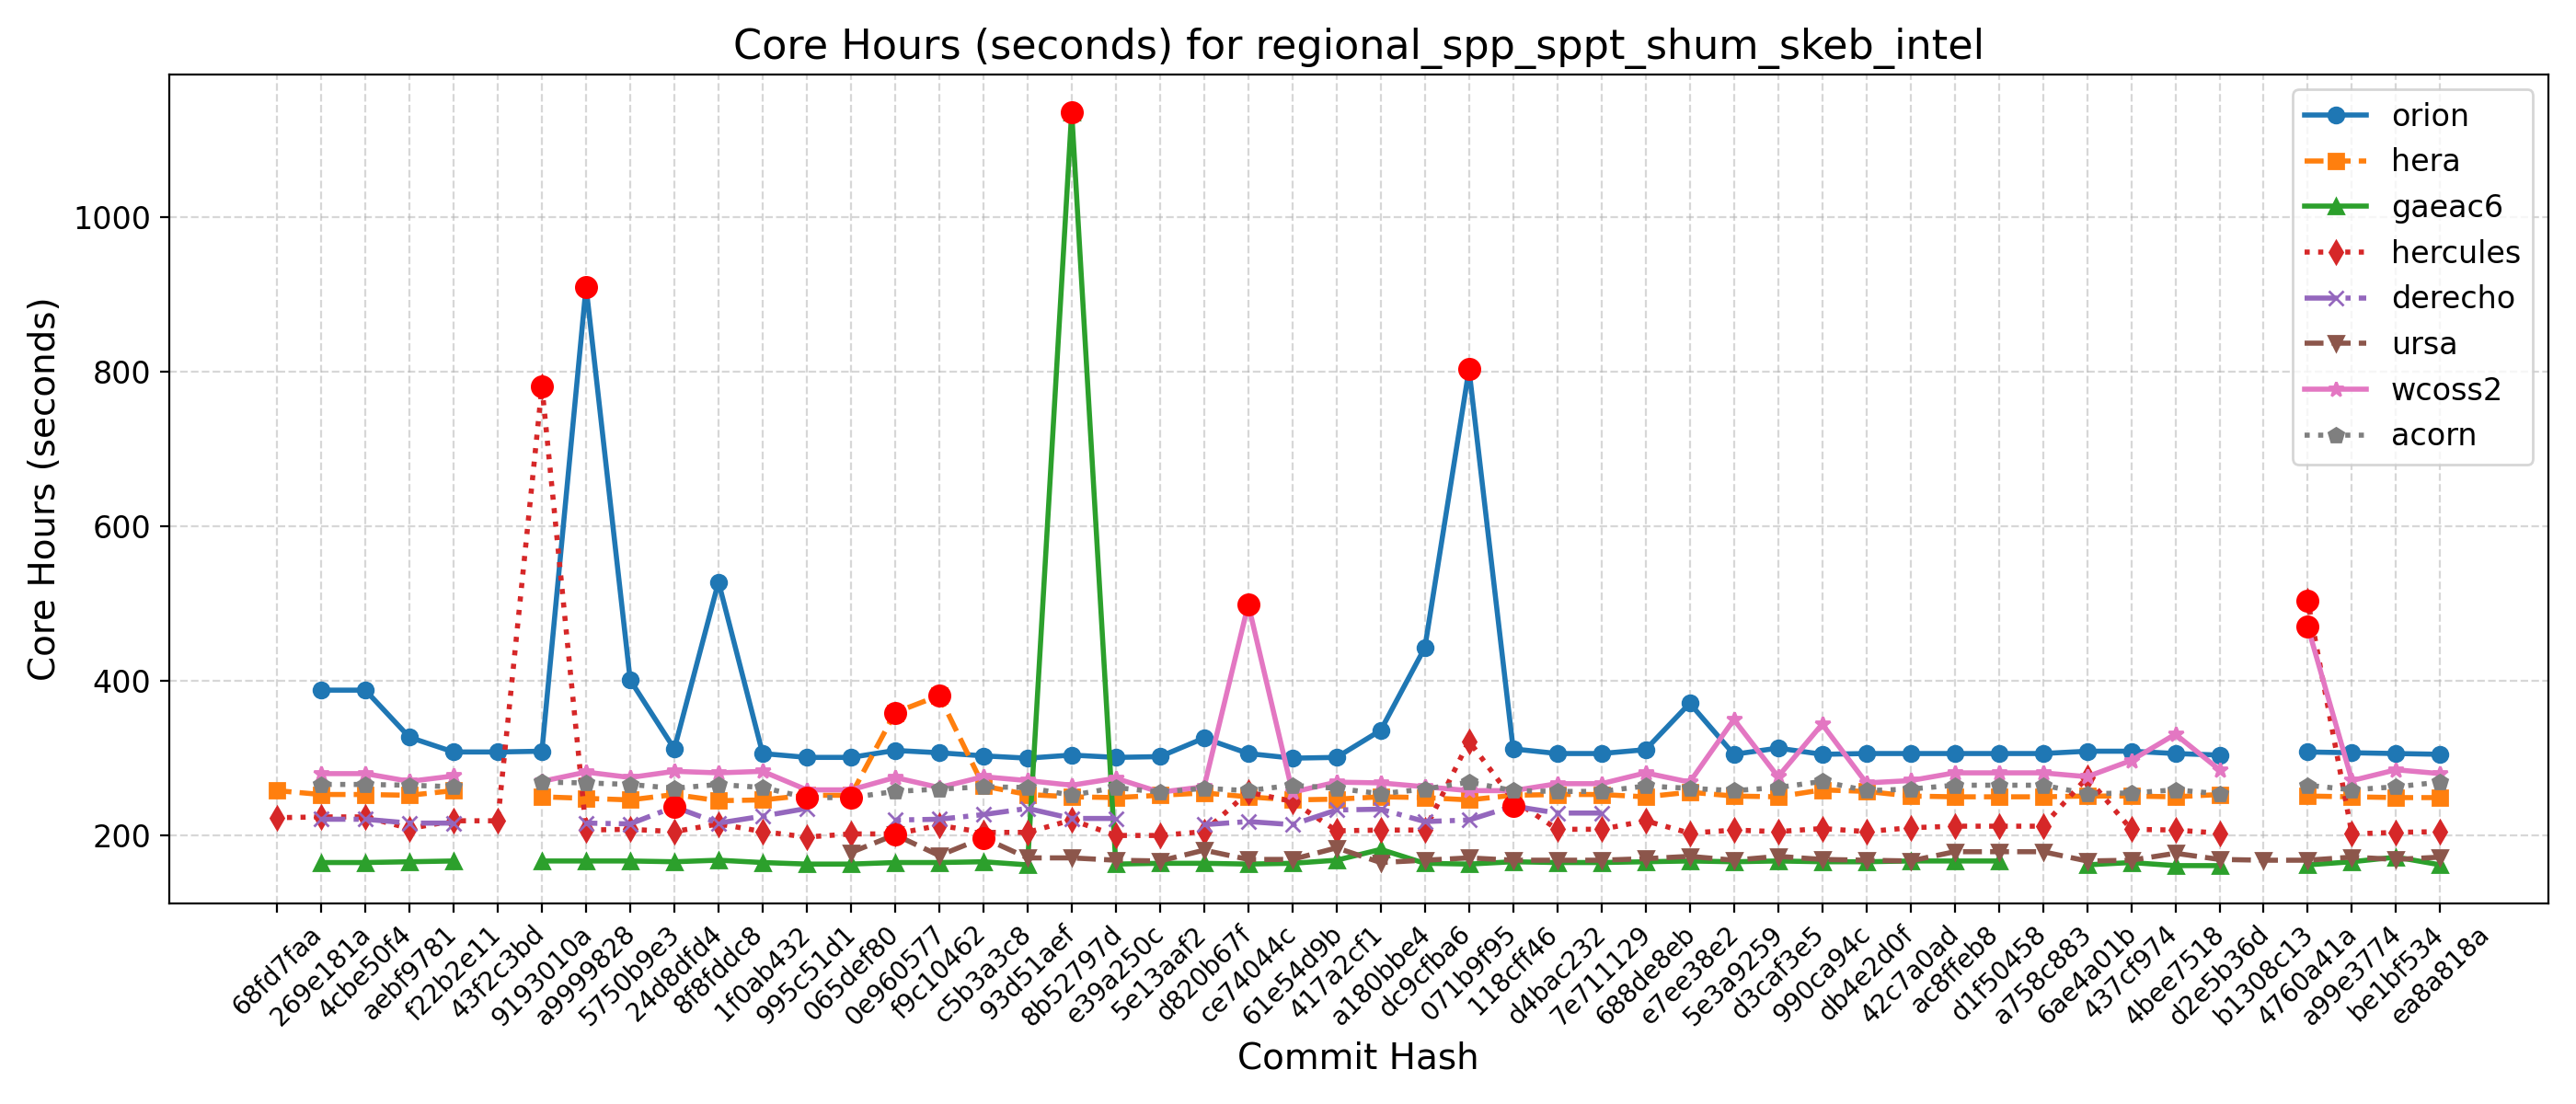 Core Hours (seconds) for regional_spp_sppt_shum_skeb_intel
Core Hours (seconds)
1000
800
600
400
200
orion
hera
gaeac6
hercules
derecho
ursa
wcoss2
acorn
68fd7faa
269e181a
4cbe50f4
aebf9781
f22b2e11
43f2c3bd
9193010a
a9999828
5750b9e3
24d8dfd4
8f8fddc8
1f0ab432
995c51d1
065def80
0e960577
f9c10462
c5b3a3c8
93d51aef
8b52797d
e39a250c
5e13aaf2
d820b67f
ce74044c
61e54d9b
417a2cf1
a180bbe4
dc9cfba6
071b9f95
118cff46
d4bac232
7e711129
688de8eb
e7ee38e2
5e3a9259
d3caf3e5
990ca94c
db4e2d0f
42c7a0ad
ac8ffeb8
d1f50458
a758c883
6ae4a01b
437cf974
4bee7518
d2e5b36d
b1308c13
4760a41a
a99e3774
be1bf534
ea8a818a
Commit Hash